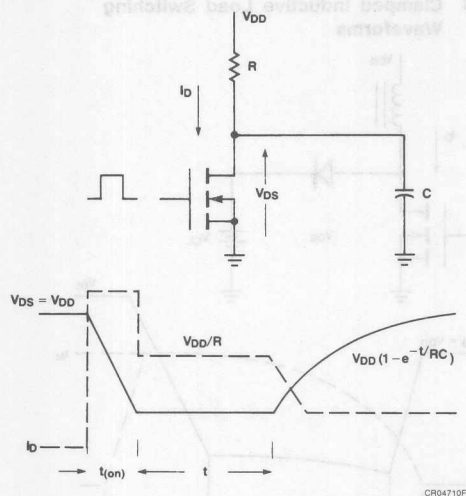 Clamped Inductive Load Switching
Waveforms
VDD
R
ID
VDS
C
VDS = VDD
VDD/R
VDD (1 – e–t/RC)
ID
t(on)
t
CR04710F